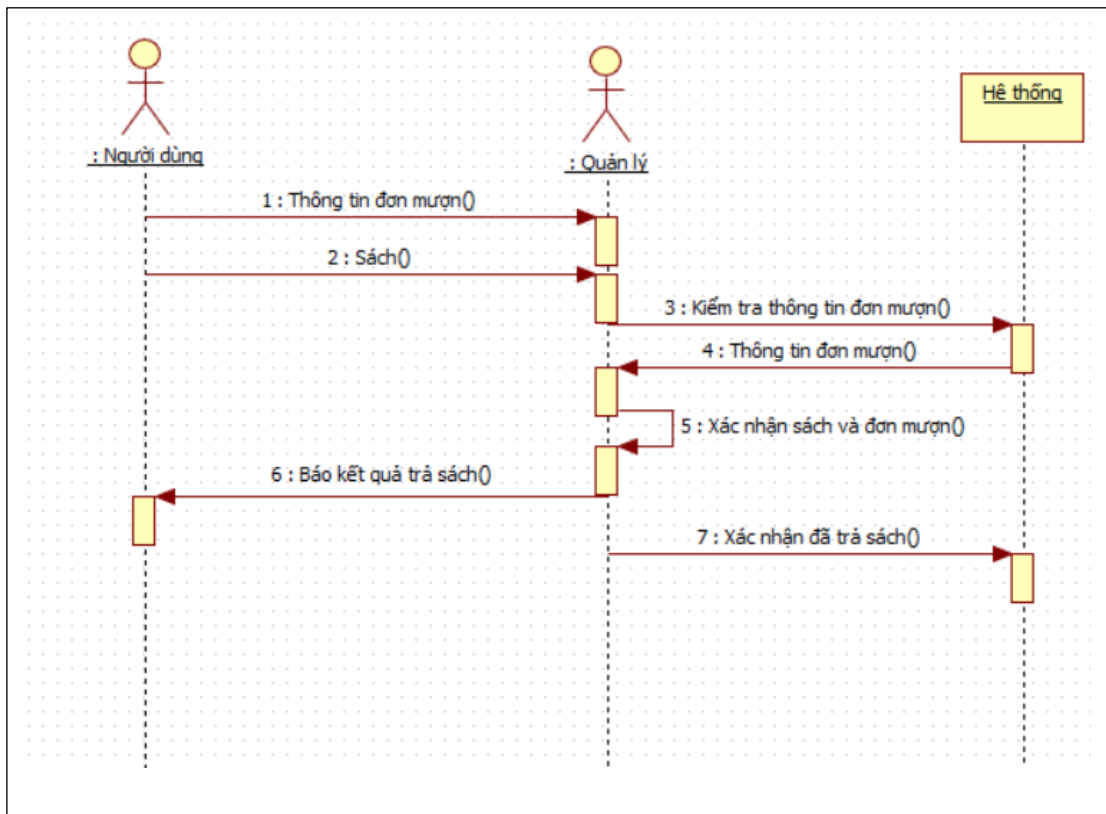 : Người dùng
: Quản lý
Hê thống
1 : Thông tin đơn mượn()
2 : Sách()
3 : Kiểm tra thông tin đơn mượn()
4 : Thông tin đơn mượn()
5 : Xác nhận sách và đơn mượn()
6 : Báo kết quả trả sách()
7 : Xác nhận đã trả sách()